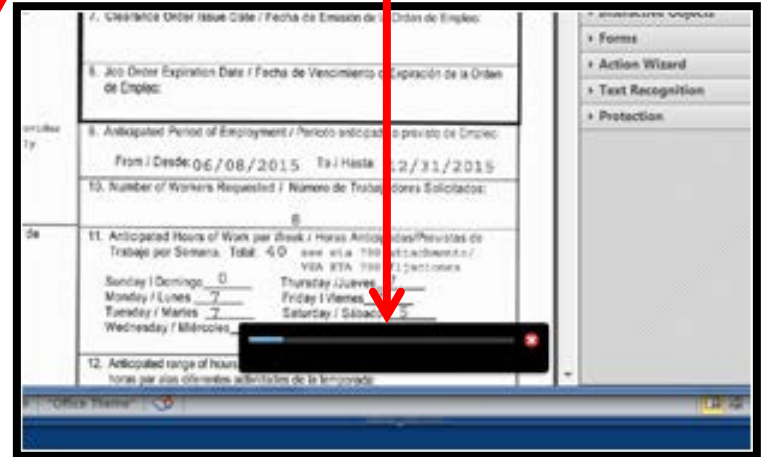 7. Clearance Order Issue Date / Fecha de Emisión de la Orden de Empleo:
Interactive Objects
Forms
Action Wizard
Text Recognition
Protection
8. Job Order Expiration Date / Fecha de Vencimiento o Expiración de la Orden
de Empleo:
9. Anticipated Period of Employment / Periodo anticipado o previsto de Empleo
From / Desde: 06/08/2015 To / Hasta: 12/31/2015
10. Number of Workers Requested / Número de Trabajadores Solicitados:
8
de
11. Anticipated Hours of Work per Week / Horas Anticipadas/Previstas de
Trabajo por Semana. Total: 40
Sunday / Domingo 0 Thursday / Jueves
Monday / Lunes 7 Friday / Viernes
Tuesday / Martes 7 Saturday / Sábado 5
Wednesday / Miércoles
12. Anticipated range of hours
horas para las diferentes actividades de la temporada
"Office Theme"